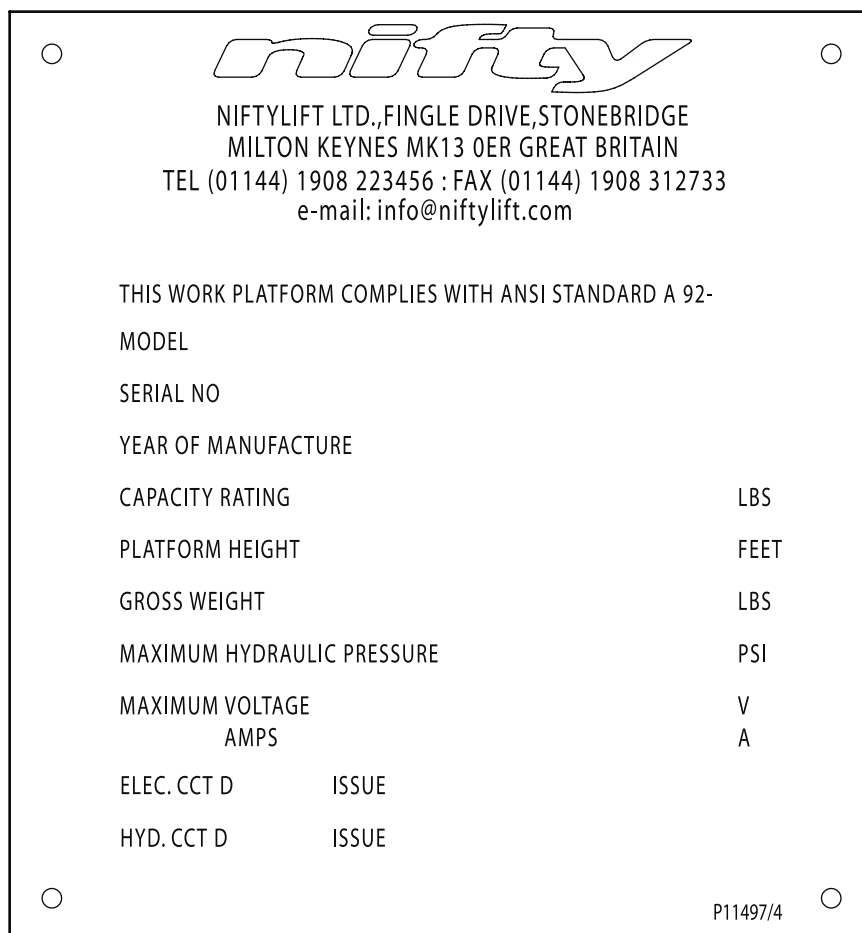 nifty
NIFTYLIFT LTD.,FINGLE DRIVE,STONEBRIDGE
MILTON KEYNES MK13 0ER GREAT BRITAIN
TEL (01144) 1908 223456 : FAX (01144) 1908 312733
e-mail: info@niftylift.com
THIS WORK PLATFORM COMPLIES WITH ANSI STANDARD A 92-
MODEL
SERIAL NO
YEAR OF MANUFACTURE
CAPACITY RATING LBS
PLATFORM HEIGHT FEET
GROSS WEIGHT LBS
MAXIMUM HYDRAULIC PRESSURE PSI
MAXIMUM VOLTAGE V
AMPS A
ELEC. CCT D ISSUE
HYD. CCT D ISSUE
P11497/4